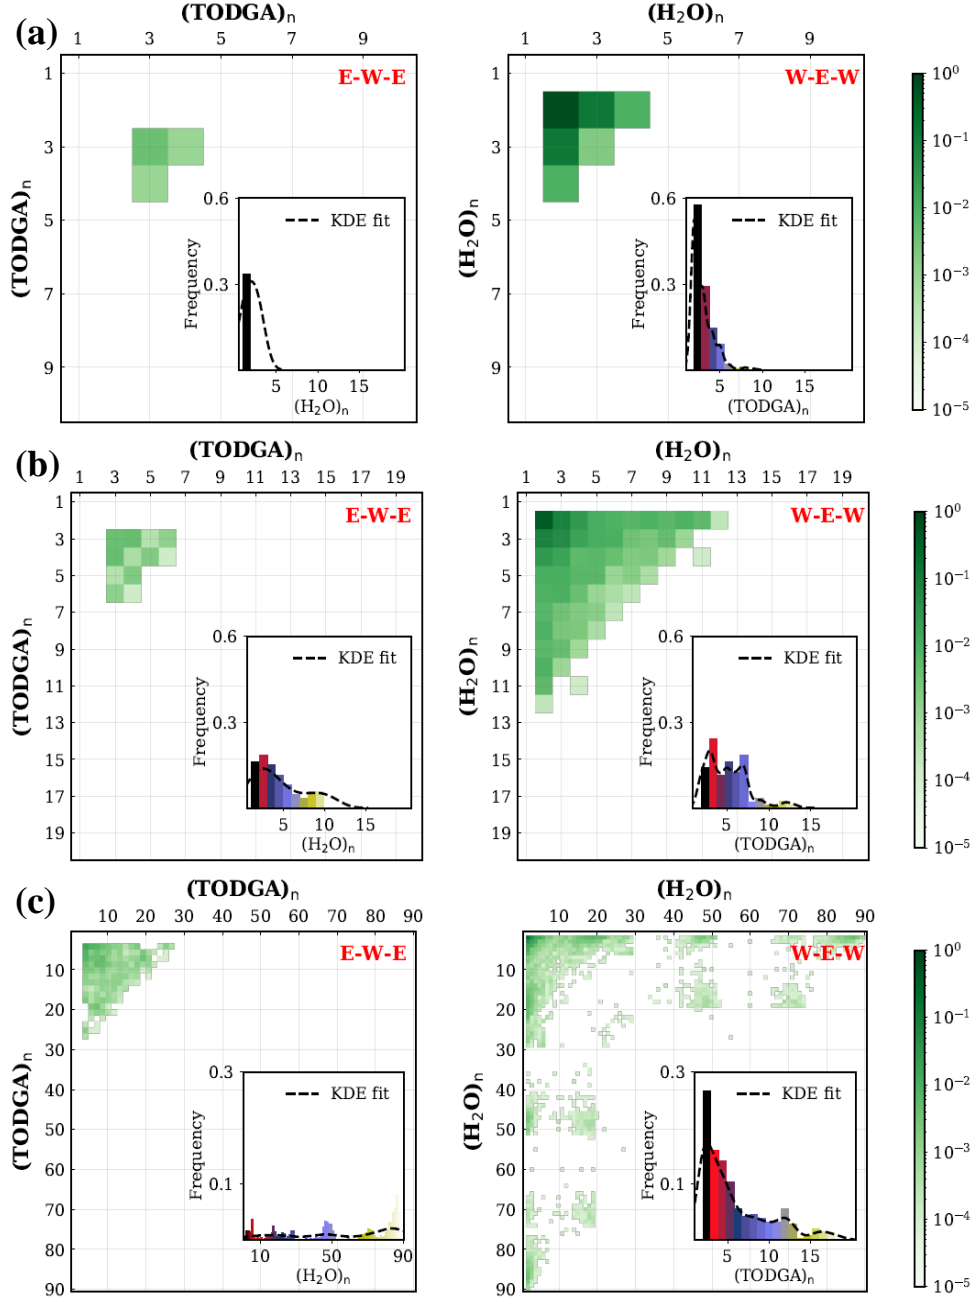 (a)
(TODGA)n
(H2O)n
1 3 5 7 9
1 3 5 7 9
E-W-E
W-E-W
(TODGA)n
1
3
5
7
9
0.6
0.3
Frequency
KDE fit
5 10 15
(H2O)n
(H2O)n
1
3
5
7
9
0.6
0.3
Frequency
KDE fit
5 10 15
(TODGA)n
10^0
10^−1
10^−2
10^−3
10^−4
10^−5
(b)
(TODGA)n
(H2O)n
1 3 5 7 9 11 13 15 17 19
1 3 5 7 9 11 13 15 17 19
E-W-E
W-E-W
(TODGA)n
1
3
5
7
9
11
13
15
17
19
0.6
0.3
Frequency
KDE fit
5 10 15
(H2O)n
(H2O)n
1
3
5
7
9
11
13
15
17
19
0.6
0.3
Frequency
KDE fit
5 10 15
(TODGA)n
10^0
10^−1
10^−2
10^−3
10^−4
10^−5
(c)
(TODGA)n
(H2O)n
10 20 30 40 50 60 70 80 90
10 20 30 40 50 60 70 80 90
E-W-E
W-E-W
(TODGA)n
10
20
30
40
50
60
70
80
90
0.3
0.1
Frequency
KDE fit
10 50 90
(H2O)n
(H2O)n
10
20
90
30
40
50
60
70
80
90
0.3
0.1
Frequency
KDE fit
5 10 15
(TODGA)n
10^0
10^−1
10^−2
10^−3
10^−4
10^−5